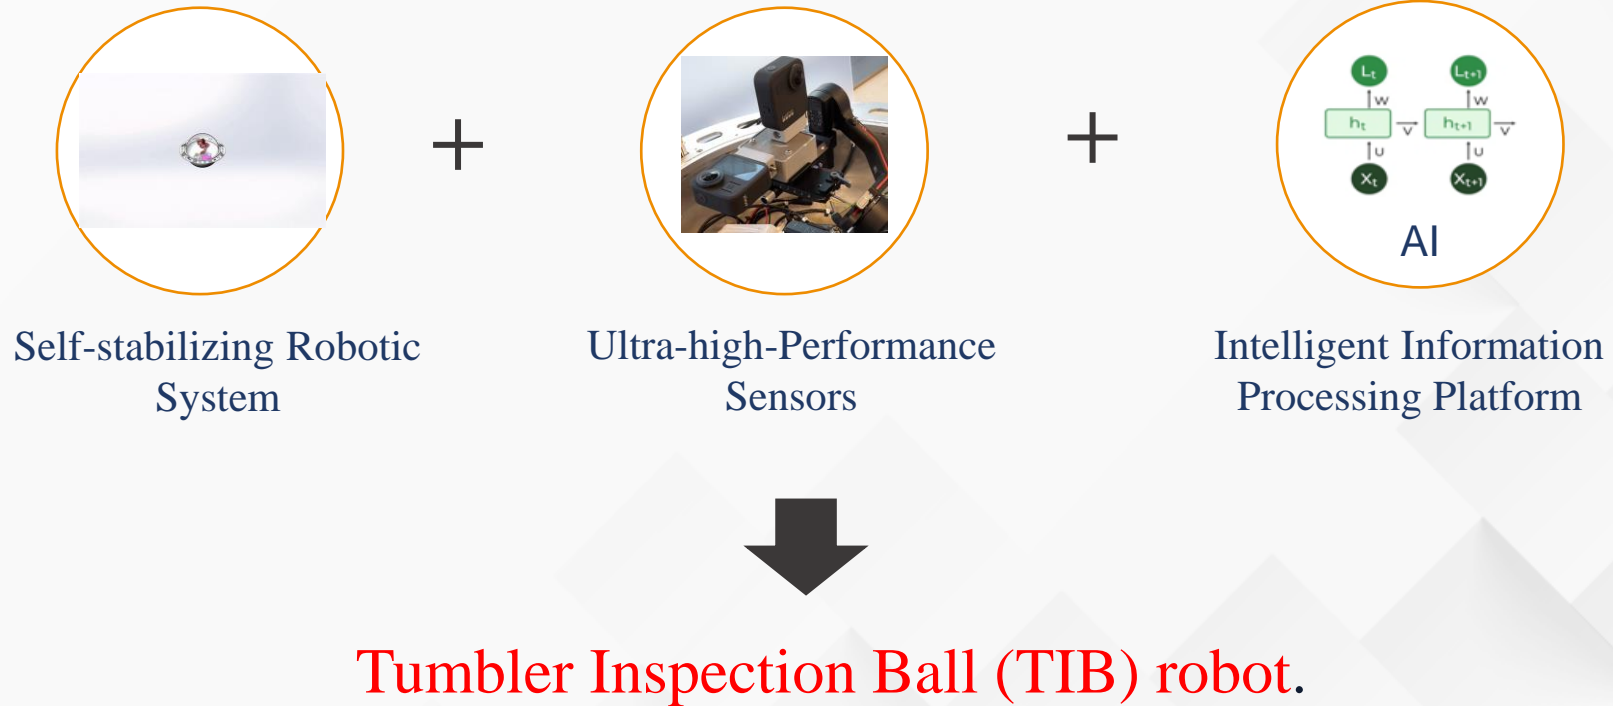 +
+
Lt
Lt+1
W
W
ht
V
ht+1
V
U
U
Xt
Xt+1
AI
Self-stabilizing Robotic
System
Ultra-high-Performance
Sensors
Intelligent Information
Processing Platform
Tumbler Inspection Ball (TIB) robot.